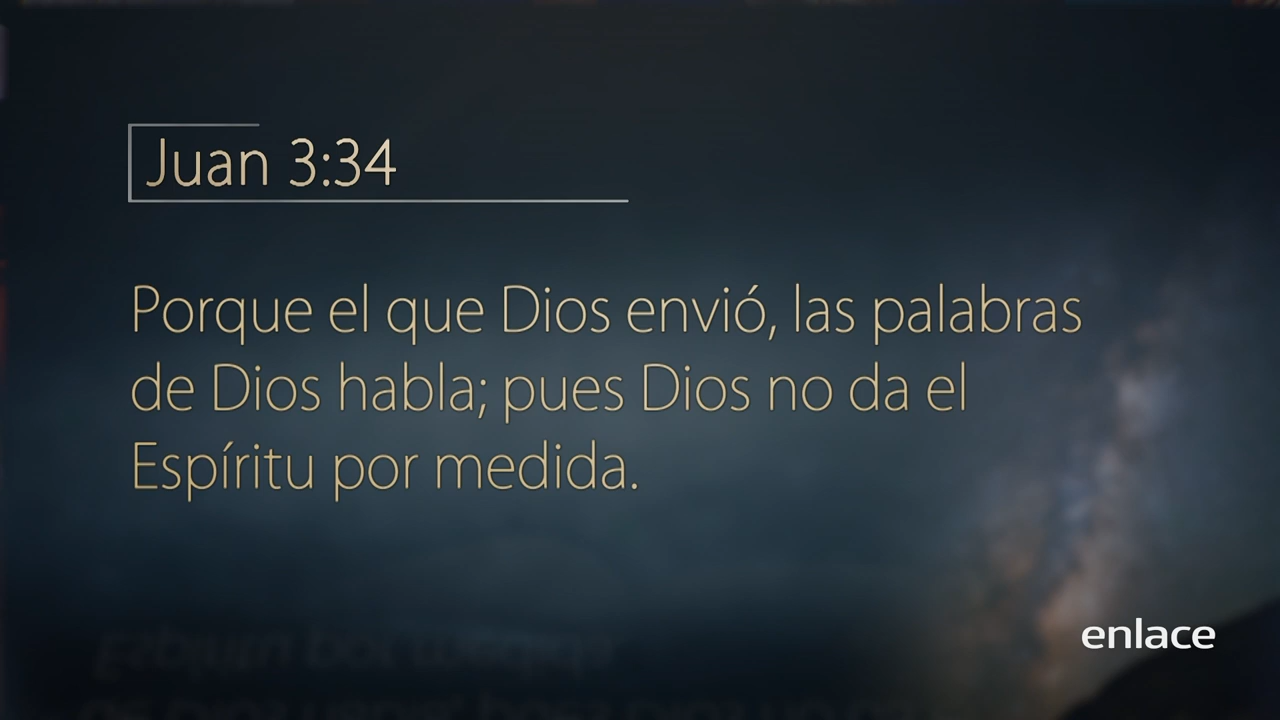 Juan 3:34
Porque el que Dios envió, las palabras
de Dios habla; pues Dios no da el
Espíritu por medida.
enlace